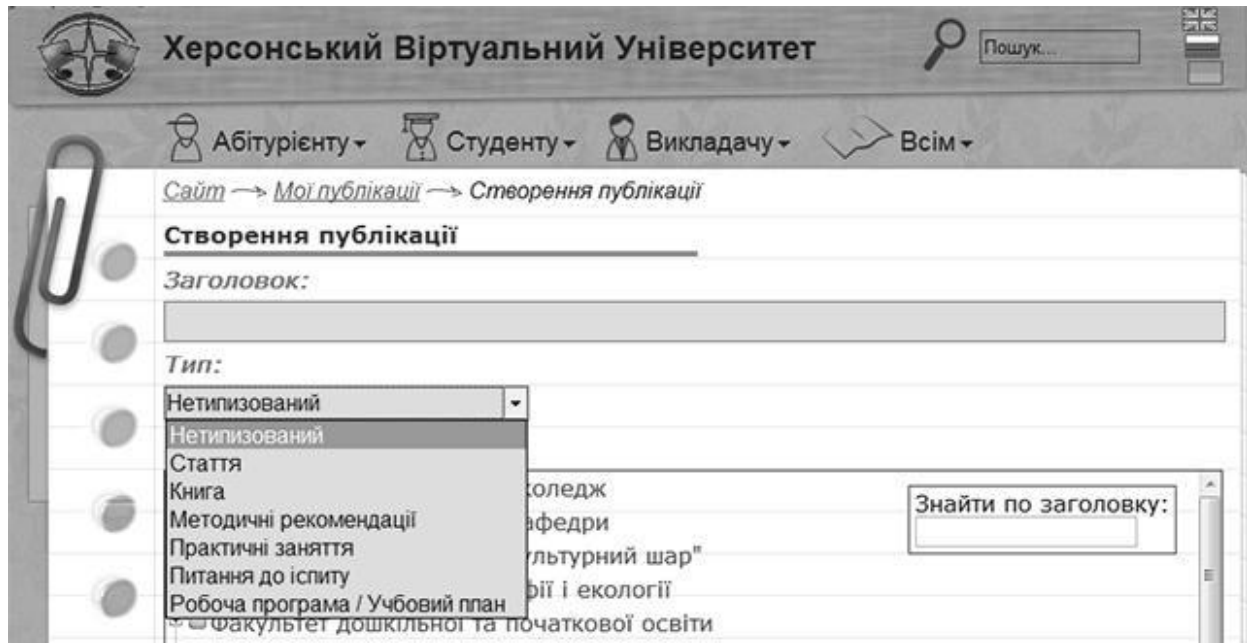 Херсонський Віртуальний Університет
Пошук...
Абітурієнту Студенту Викладачу Всім
Сайт → Мої публікації → Створення публікації
Створення публікації
Заголовок:
Тип:
Нетипизований
Нетипизований
Стаття
Книга
Методичні рекомендації
Практичні заняття
Питання до іспиту
Робоча програма / Учбовий план
коледж
афедри
ультурний шар"
фії і екології
Факультет дошкільної та початкової освіти
Знайти по заголовку: